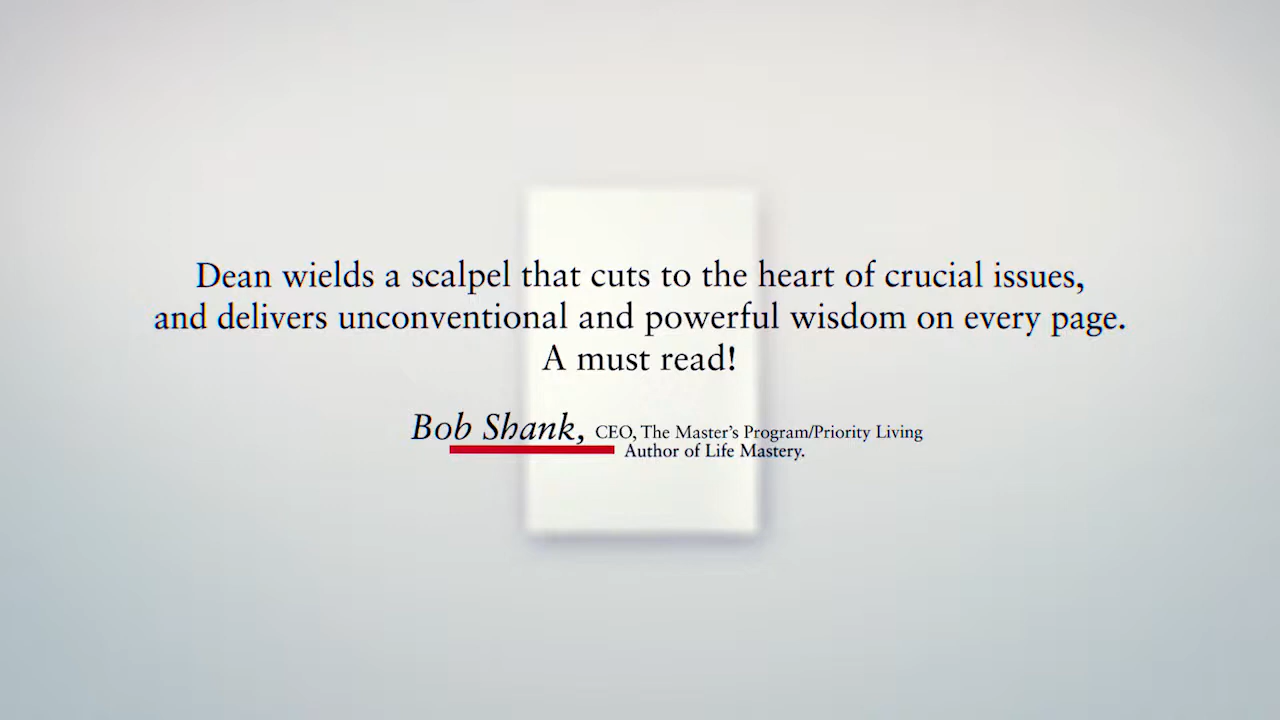 Dean wields a scalpel that cuts to the heart of crucial issues,
and delivers unconventional and powerful wisdom on every page.
A must read!
Bob Shank, CEO, The Master's Program/Priority Living
Author of Life Mastery.